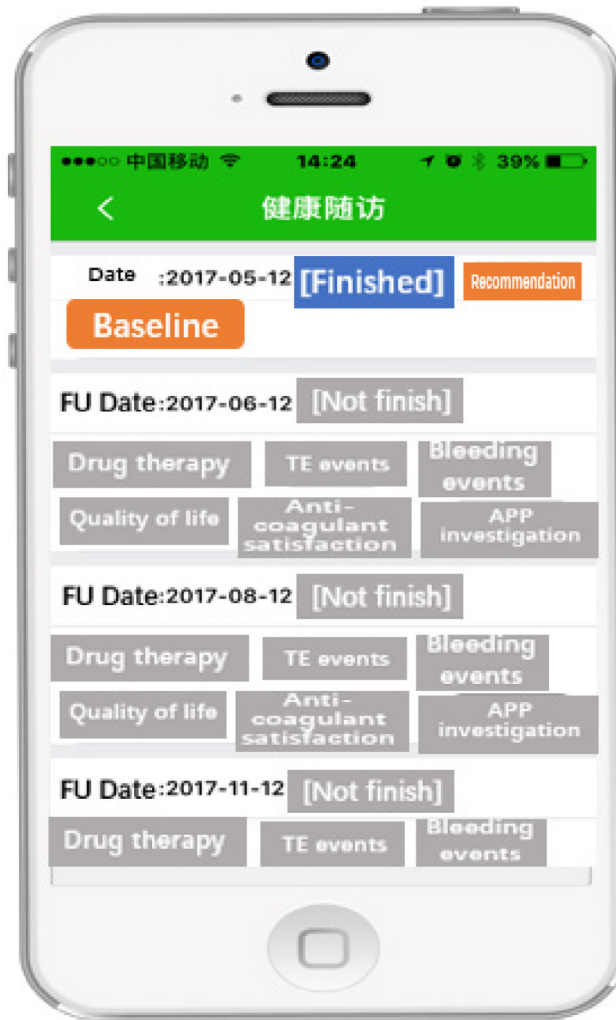 中国移动 14:24 39%
健康随访
Date :2017-05-12 [Finished] Recommendation
Baseline
FU Date:2017-06-12 [Not finish]
Drug therapy TE events Bleeding events
Quality of life Anti-coagulant satisfaction APP investigation
FU Date:2017-08-12 [Not finish]
Drug therapy TE events Bleeding events
Quality of life Anti-coagulant satisfaction APP investigation
FU Date:2017-11-12 [Not finish]
Drug therapy TE events Bleeding events